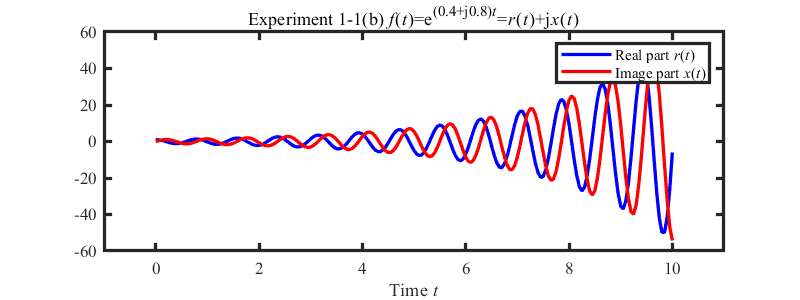 Experiment 1-1(b) f(t)=e^(0.4+j0.8)t=r(t)+jx(t)
60
40
20
0
-20
-40
-60
Real part r(t)
Image part x(t)
0 2 4 6 8 10
Time t